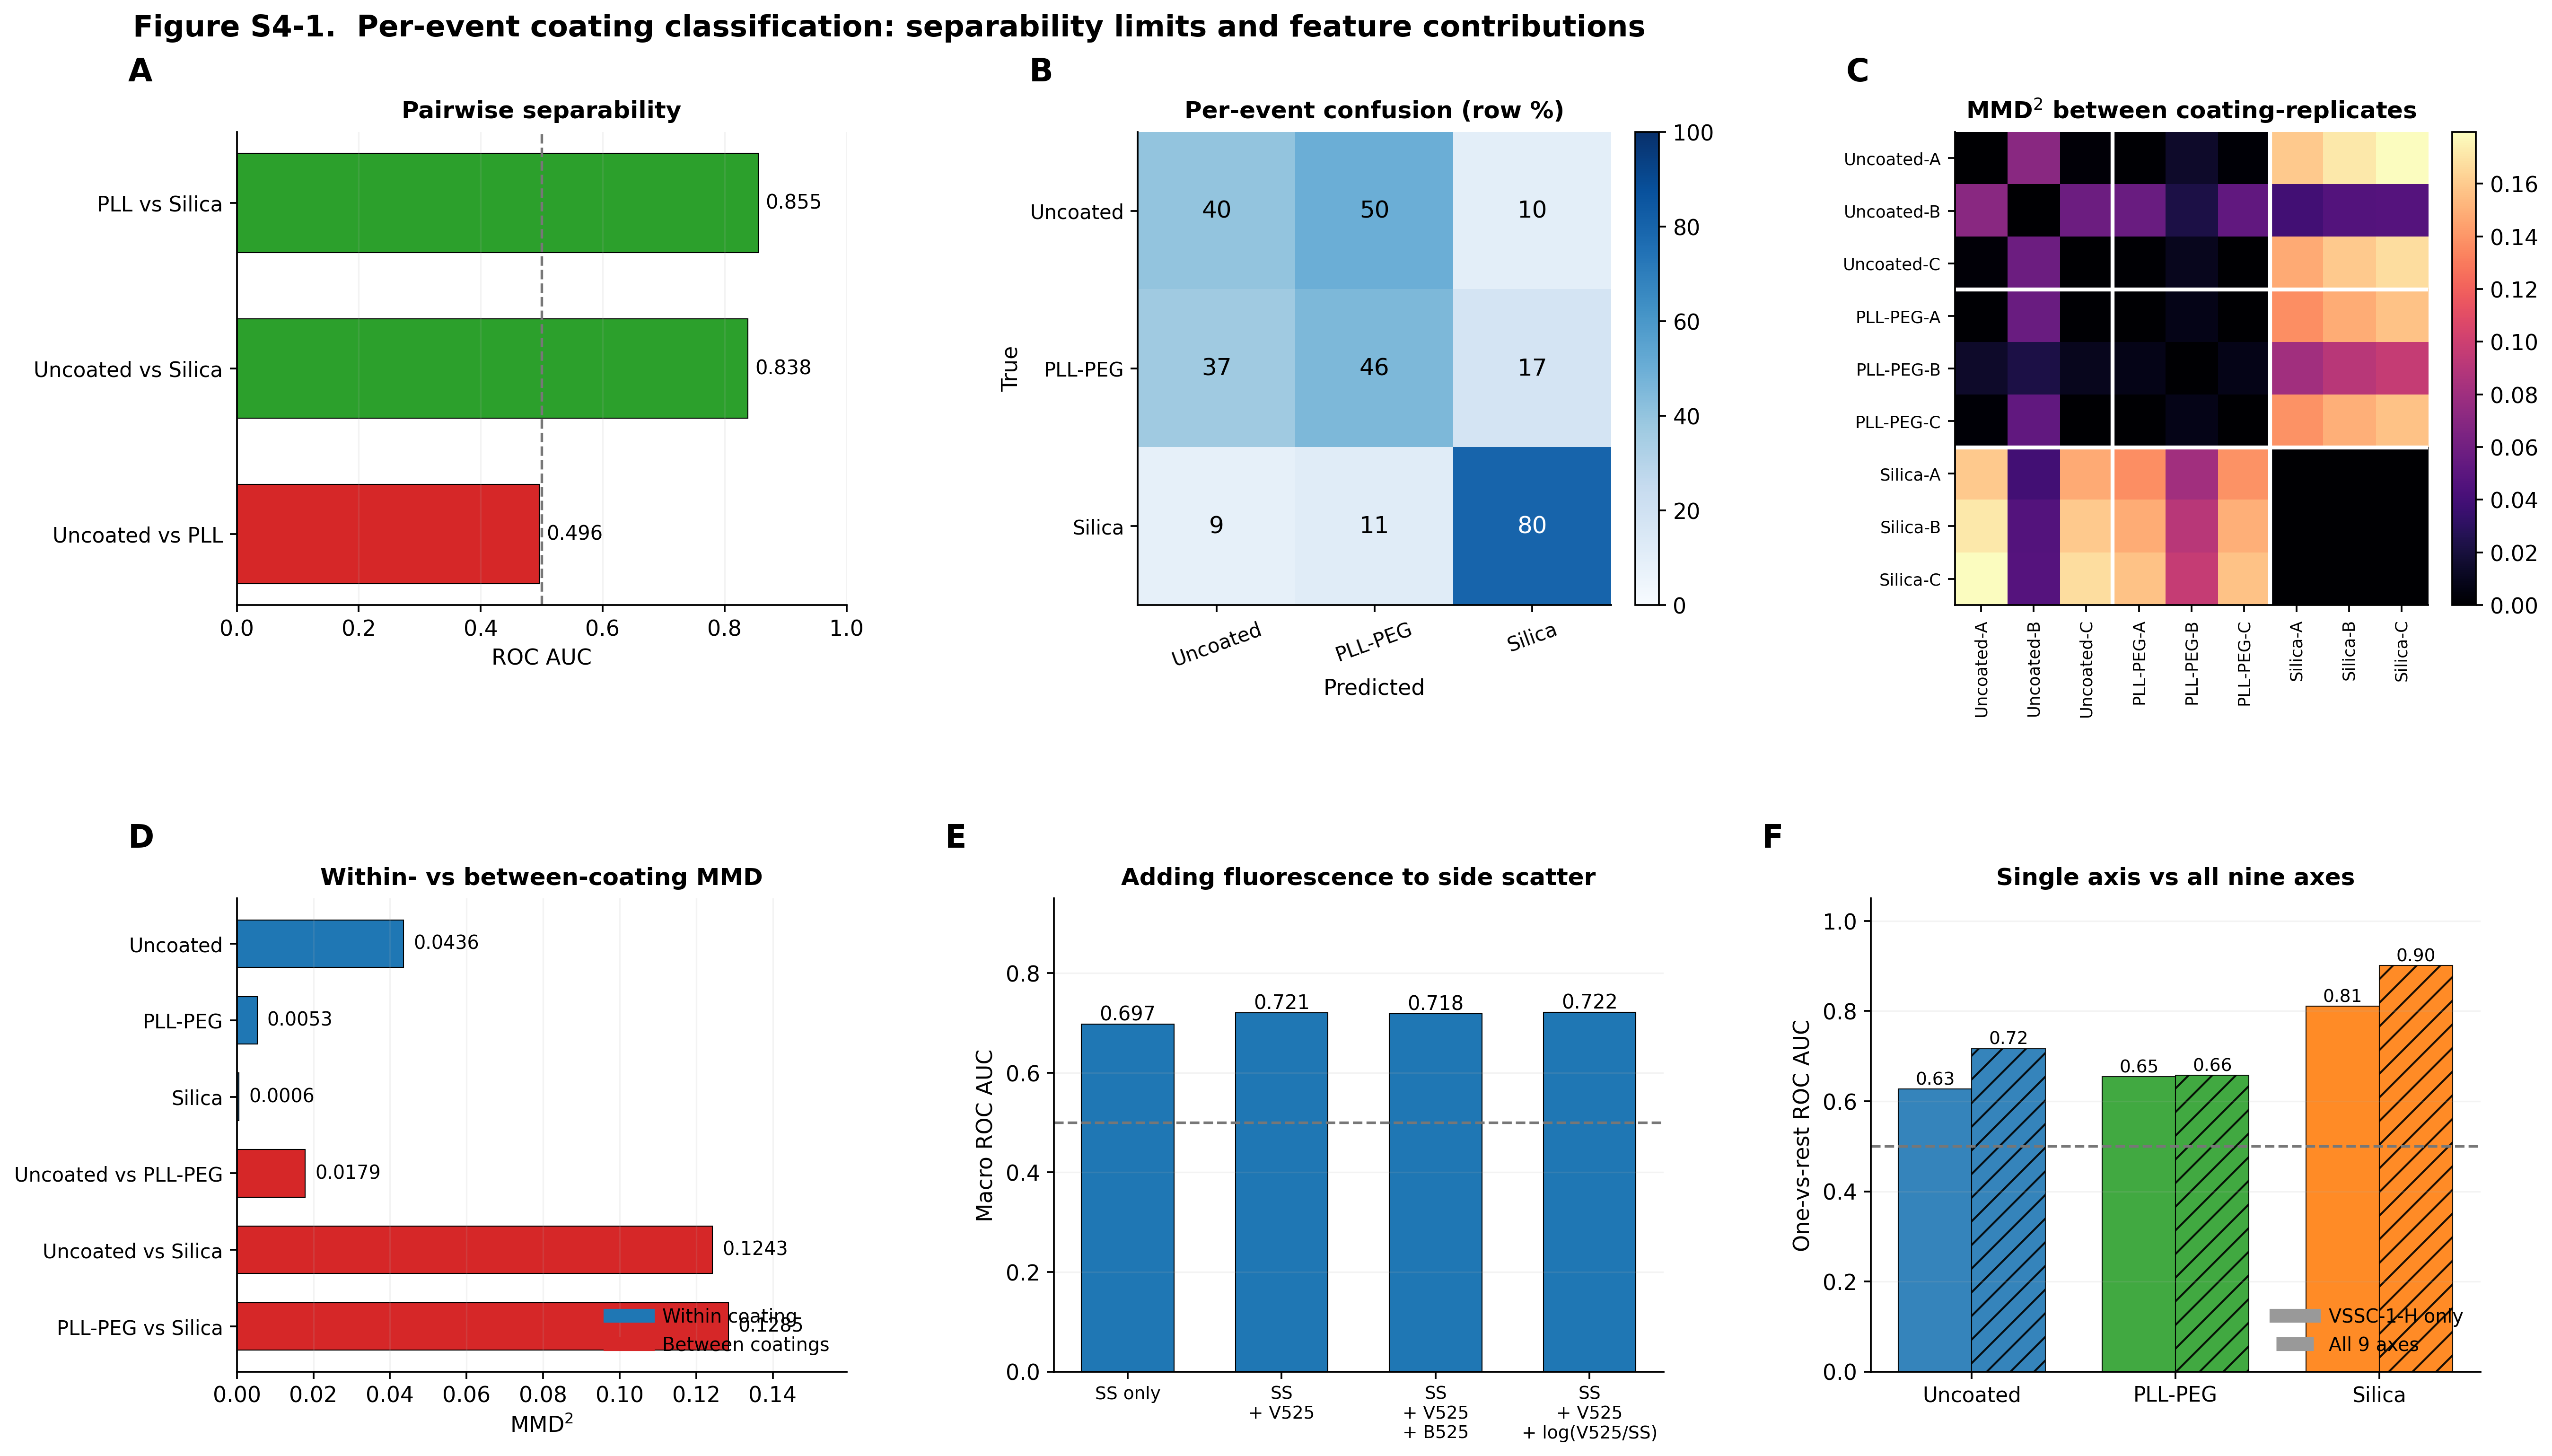 Figure S4-1.  Per-event coating classification: separability limits and feature contributions
A
Pairwise separability
PLL vs Silica
0.855
Uncoated vs Silica
0.838
Uncoated vs PLL
0.496
0.0 0.2 0.4 0.6 0.8 1.0
ROC AUC
B
Per-event confusion (row %)
True
Uncoated
40 50 10
PLL-PEG
37 46 17
Silica
9 11 80
Uncoated PLL-PEG Silica
Predicted
100
80
60
40
20
0
C
MMD² between coating-replicates
Uncoated-A
Uncoated-B
Uncoated-C
PLL-PEG-A
PLL-PEG-B
PLL-PEG-C
Silica-A
Silica-B
Silica-C
Uncoated-A
Uncoated-B
Uncoated-C
PLL-PEG-A
PLL-PEG-B
PLL-PEG-C
Silica-A
Silica-B
Silica-C
0.16
0.14
0.12
0.10
0.08
0.06
0.04
0.02
0.00
D
Within- vs between-coating MMD
Uncoated
0.0436
PLL-PEG
0.0053
Silica
0.0006
Uncoated vs PLL-PEG
0.0179
Uncoated vs Silica
0.1243
PLL-PEG vs Silica
0.1285
Within coating
Between coatings
0.00 0.02 0.04 0.06 0.08 0.10 0.12 0.14
MMD²
E
Adding fluorescence to side scatter
Macro ROC AUC
0.8
0.6
0.4
0.2
0.0
0.697
0.721
0.718
0.722
SS only
SS
+ V525
SS
+ V525
+ B525
SS
+ V525
+ log(V525/SS)
F
Single axis vs all nine axes
One-vs-rest ROC AUC
1.0
0.8
0.6
0.4
0.2
0.0
0.63
0.72
0.65
0.66
0.81
0.90
VSSC-1-H only
All 9 axes
Uncoated
PLL-PEG
Silica